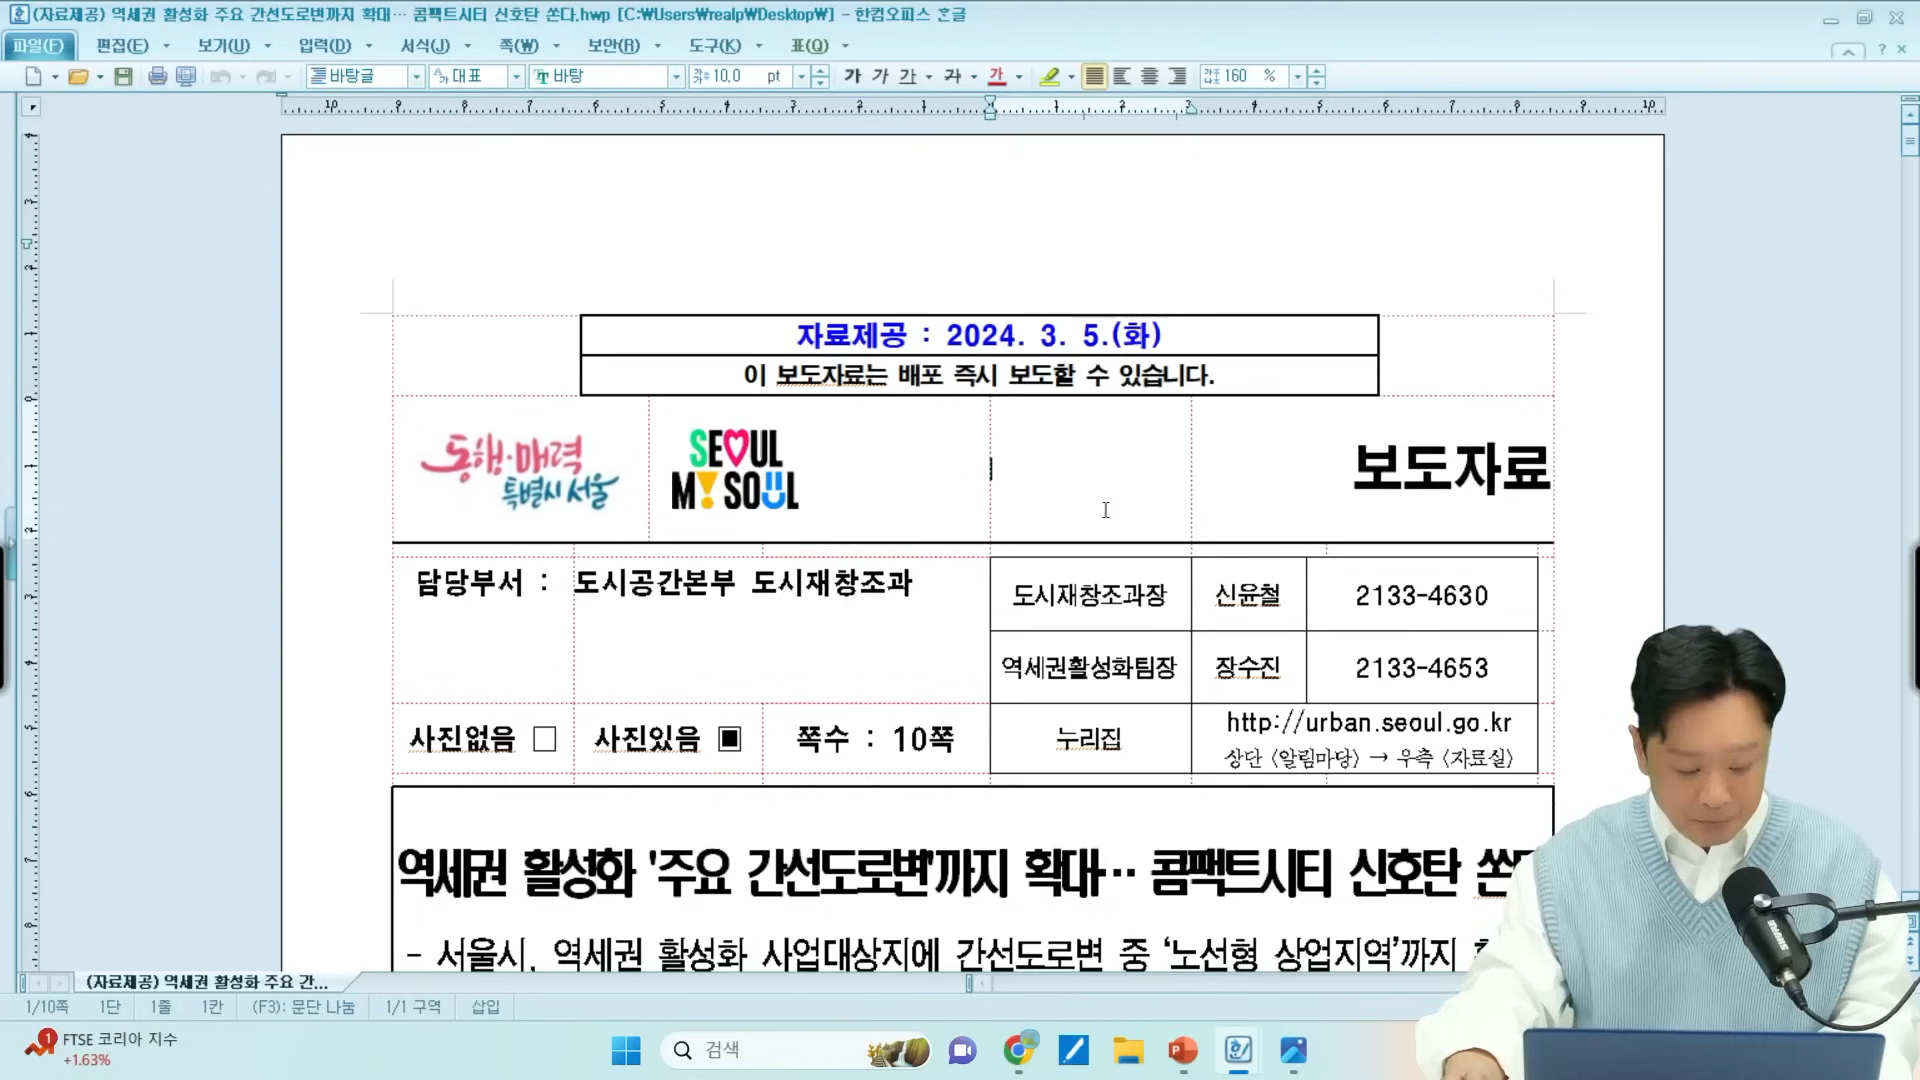 (자료제공) 역세권 활성화 주요 간선도로변까지 확대… 콤팩트시티 신호탄 쏜다.hwp [C:₩Users₩realp₩Desktop₩] - 한컴오피스 한글
파일(F) 편집(E) 보기(U) 입력(D) 서식(J) 쪽(W) 보안(R) 도구(K) 표(Q)
바탕글 대표 바탕 10,0 pt 가 가 가 가 가 160 %
자료제공 : 2024. 3. 5.(화)
이 보도자료는 배포 즉시 보도할 수 있습니다.
동행·매력
특별시 서울
SEOUL
MY SOUL
보도자료
담당부서 : 도시공간본부 도시재창조과
도시재창조과장 신윤철 2133-4630
역세권활성화팀장 장수진 2133-4653
사진없음 □ 사진있음 ▣ 쪽수 : 10쪽
누리집
http://urban.seoul.go.kr
상단 〈알림마당〉 → 우측 〈자료실〉
역세권 활성화 '주요 간선도로변'까지 확대… 콤팩트시티 신호탄
- 서울시, 역세권 활성화 사업대상지에 간선도로변 중 ‘노선형 상업지역’까지
(자료제공) 역세권 활성화 주요 간...
1/10쪽 1단 1줄 1칸 (F3): 문단 나눔 1/1 구역 삽입
FTSE 코리아 지수
+1.63%
검색
SHURE